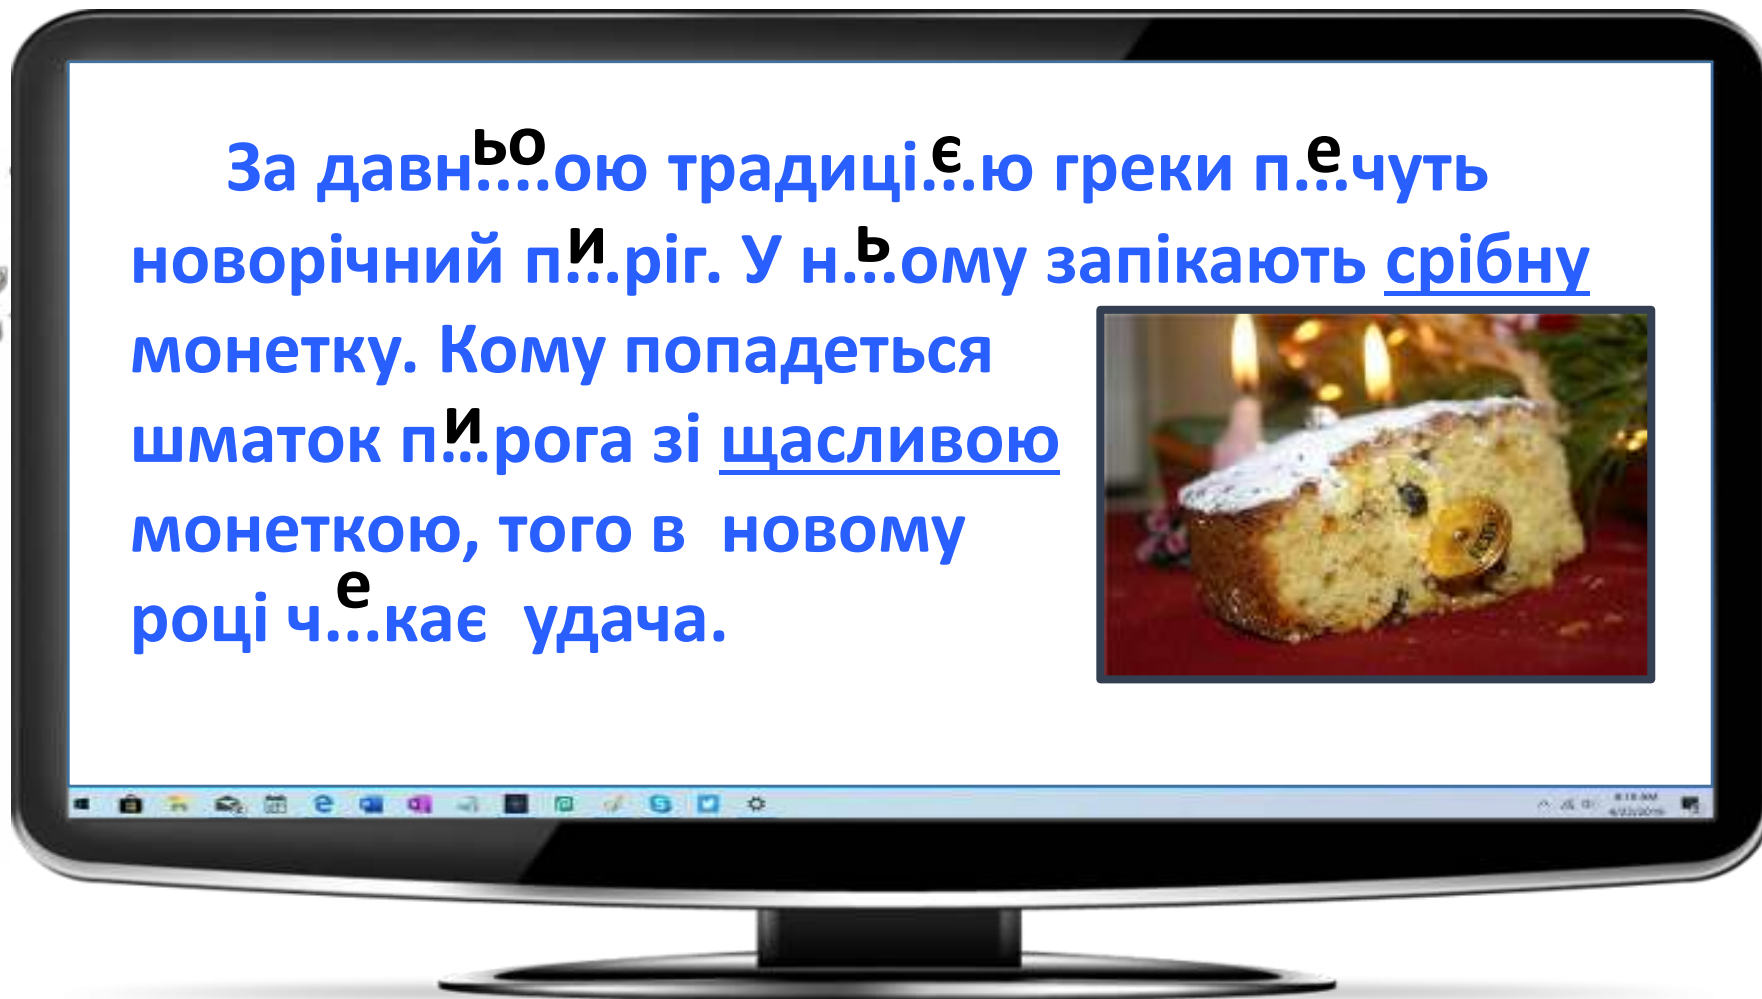 За давн..ьо..ою традиці.є..ю греки п.е..чуть
новорічний п.и..ріг. У н.ь..ому запікають срібну
монетку. Кому попадеться
шматок п.и..рога зі щасливою
монеткою, того в новому
році ч.е..кає удача.